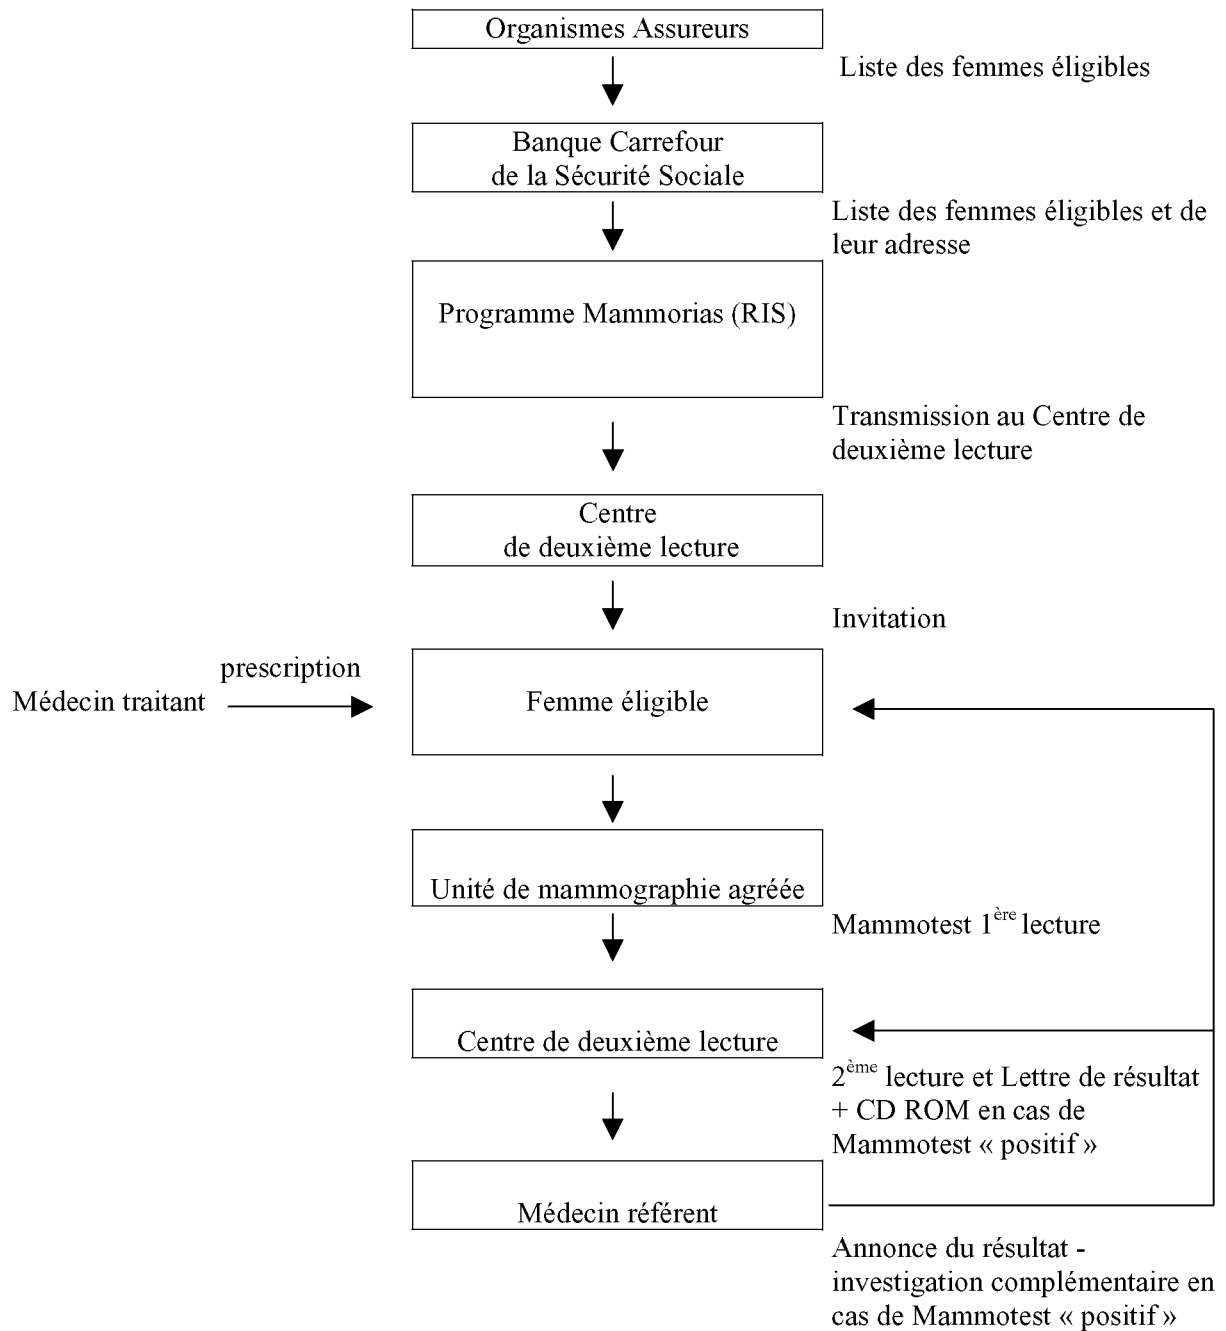 Organismes Assureurs
Liste des femmes éligibles
Banque Carrefour
de la Sécurité Sociale
Liste des femmes éligibles et de
leur adresse
Programme Mammorias (RIS)
Transmission au Centre de
deuxième lecture
Centre
de deuxième lecture
Invitation
prescription
Médecin traitant
Femme éligible
Unité de mammographie agréée
Mammotest 1ère lecture
Centre de deuxième lecture
2ème lecture et Lettre de résultat
+ CD ROM en cas de
Mammotest « positif »
Médecin référent
Annonce du résultat -
investigation complémentaire en
cas de Mammotest « positif »